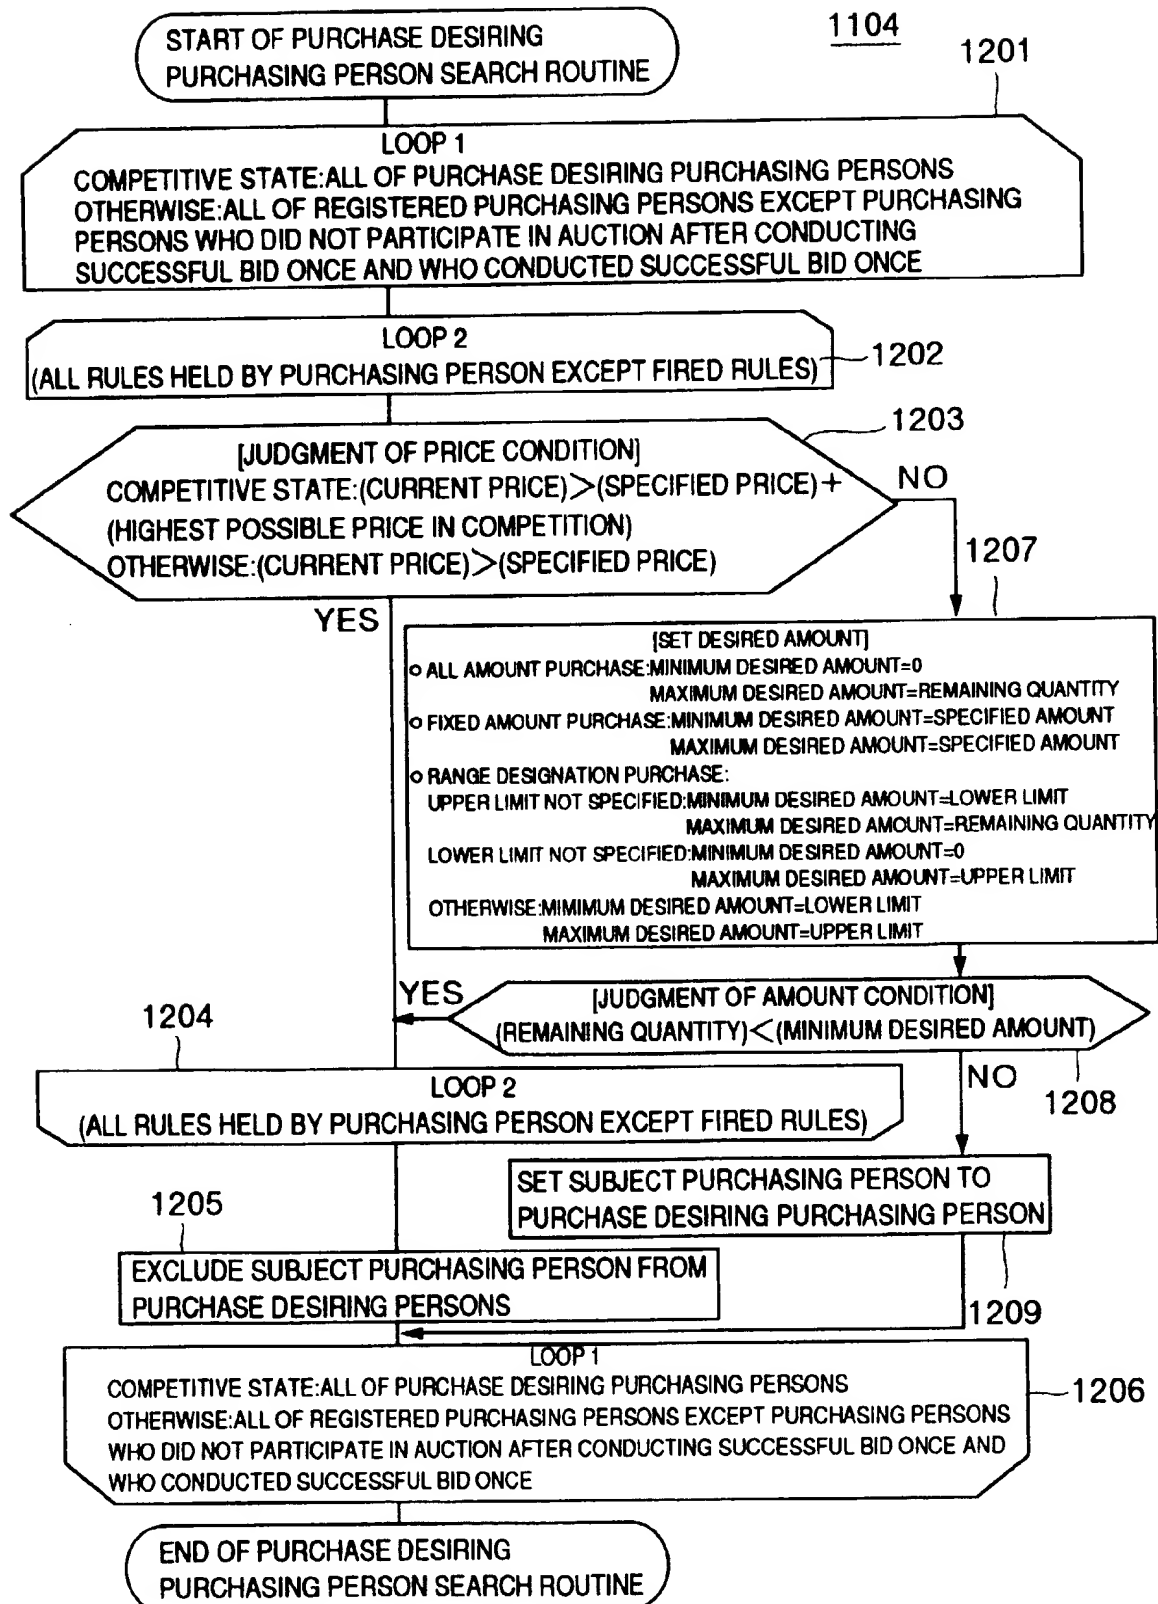 START OF PURCHASE DESIRING
PURCHASING PERSON SEARCH ROUTINE
1104
1201
LOOP 1
COMPETITIVE STATE:ALL OF PURCHASE DESIRING PURCHASING PERSONS
OTHERWISE:ALL OF REGISTERED PURCHASING PERSONS EXCEPT PURCHASING
PERSONS WHO DID NOT PARTICIPATE IN AUCTION AFTER CONDUCTING
SUCCESSFUL BID ONCE AND WHO CONDUCTED SUCCESSFUL BID ONCE
LOOP 2
(ALL RULES HELD BY PURCHASING PERSON EXCEPT FIRED RULES)
1202
1203
[JUDGMENT OF PRICE CONDITION]
COMPETITIVE STATE:(CURRENT PRICE)>(SPECIFIED PRICE)+
(HIGHEST POSSIBLE PRICE IN COMPETITION)
OTHERWISE:(CURRENT PRICE)>(SPECIFIED PRICE)
NO
YES
1207
[SET DESIRED AMOUNT]
○ ALL AMOUNT PURCHASE:MINIMUM DESIRED AMOUNT=0
MAXIMUM DESIRED AMOUNT=REMAINING QUANTITY
○ FIXED AMOUNT PURCHASE:MINIMUM DESIRED AMOUNT=SPECIFIED AMOUNT
MAXIMUM DESIRED AMOUNT=SPECIFIED AMOUNT
○ RANGE DESIGNATION PURCHASE:
UPPER LIMIT NOT SPECIFIED:MINIMUM DESIRED AMOUNT=LOWER LIMIT
MAXIMUM DESIRED AMOUNT=REMAINING QUANTITY
LOWER LIMIT NOT SPECIFIED:MINIMUM DESIRED AMOUNT=0
MAXIMUM DESIRED AMOUNT=UPPER LIMIT
OTHERWISE:MIMIMUM DESIRED AMOUNT=LOWER LIMIT
MAXIMUM DESIRED AMOUNT=UPPER LIMIT
YES
[JUDGMENT OF AMOUNT CONDITION]
(REMAINING QUANTITY)<(MINIMUM DESIRED AMOUNT)
NO
1208
1204
LOOP 2
(ALL RULES HELD BY PURCHASING PERSON EXCEPT FIRED RULES)
SET SUBJECT PURCHASING PERSON TO
PURCHASE DESIRING PURCHASING PERSON
1209
1205
EXCLUDE SUBJECT PURCHASING PERSON FROM
PURCHASE DESIRING PERSONS
LOOP 1
COMPETITIVE STATE:ALL OF PURCHASE DESIRING PURCHASING PERSONS
OTHERWISE:ALL OF REGISTERED PURCHASING PERSONS EXCEPT PURCHASING PERSONS
WHO DID NOT PARTICIPATE IN AUCTION AFTER CONDUCTING SUCCESSFUL BID ONCE AND
WHO CONDUCTED SUCCESSFUL BID ONCE
1206
END OF PURCHASE DESIRING
PURCHASING PERSON SEARCH ROUTINE